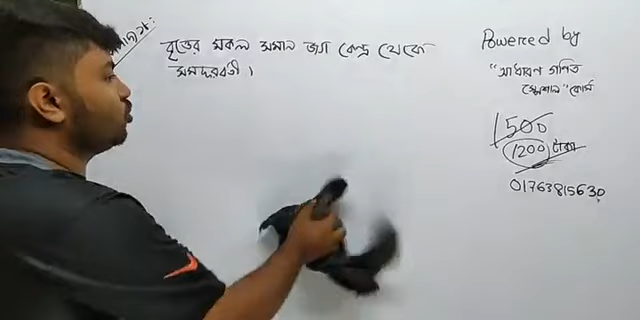 বৃত্তের সকল সমান জ্যা কেন্দ্র থেকে
সমদূরবর্তী।
Powered by
"সাধারণ গণিত
স্পেশাল" কোর্স
1500
1200 টাকা
01763815630